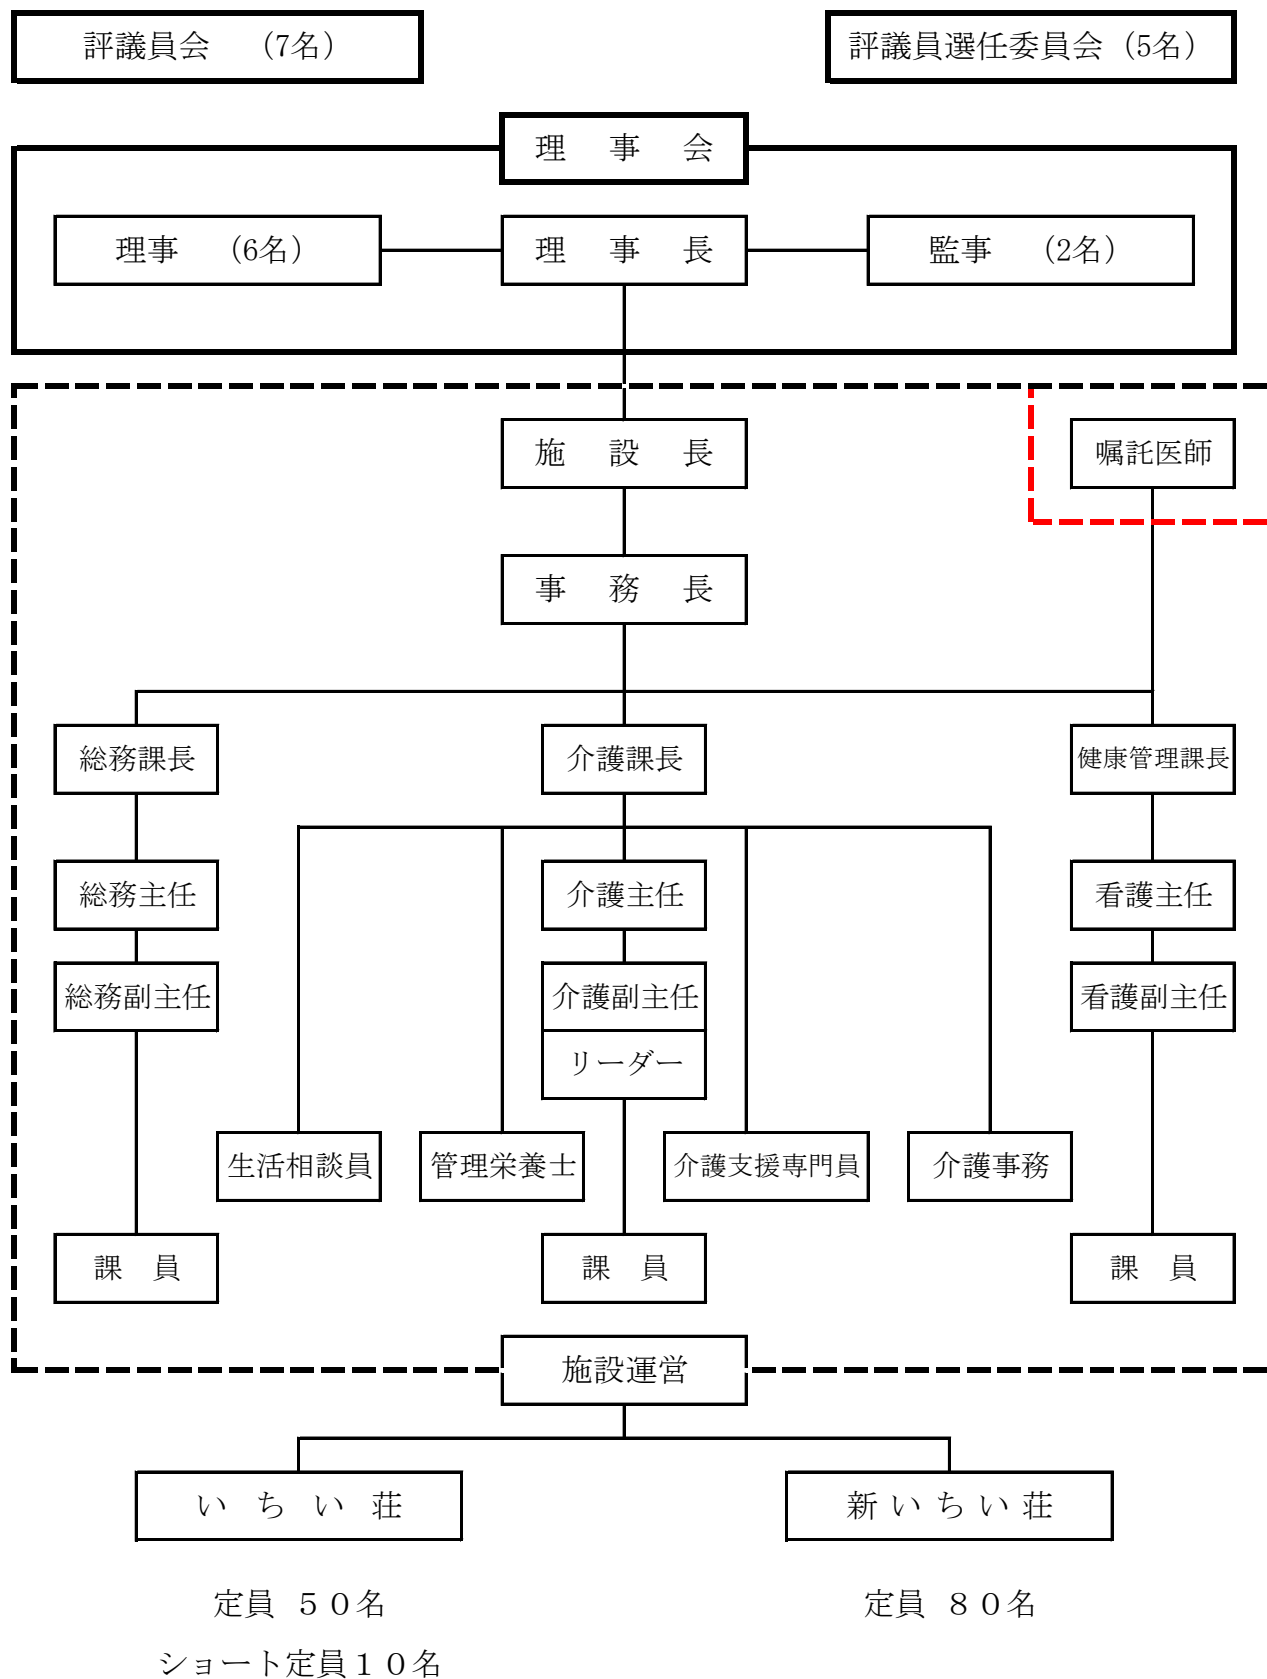 評議員会　（7名）
評議員選任委員会（5名）
理　事　会
理事　（6名）
理　事　長
監事　（2名）
施　設　長
嘱託医師
事　務　長
総務課長
介護課長
健康管理課長
総務主任
介護主任
看護主任
総務副主任
介護副主任
看護副主任
リーダー
生活相談員
管理栄養士
介護支援専門員
介護事務
課　員
課　員
課　員
施設運営
い ち い 荘
新いちい荘
定員 ５０名
定員 ８０名
ショート定員１０名